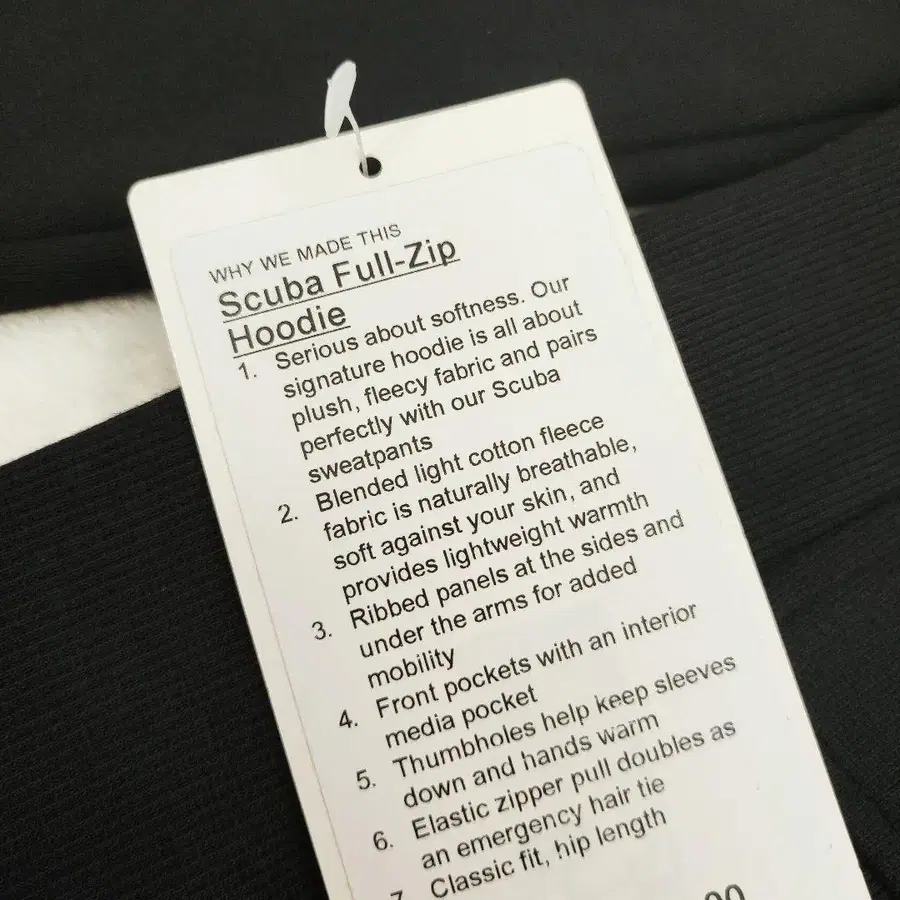 WHY WE MADE THIS
Scuba Full-Zip
Hoodie
1. Serious about softness. Our
signature hoodie is all about
plush, fleecy fabric and pairs
perfectly with our Scuba
sweatpants
2. Blended light cotton fleece
fabric is naturally breathable,
soft against your skin, and
provides lightweight warmth
3. Ribbed panels at the sides and
under the arms for added
mobility
4. Front pockets with an interior
media pocket
5. Thumbholes help keep sleeves
down and hands warm
6. Elastic zipper pull doubles as
an emergency hair tie
7. Classic fit, hip length